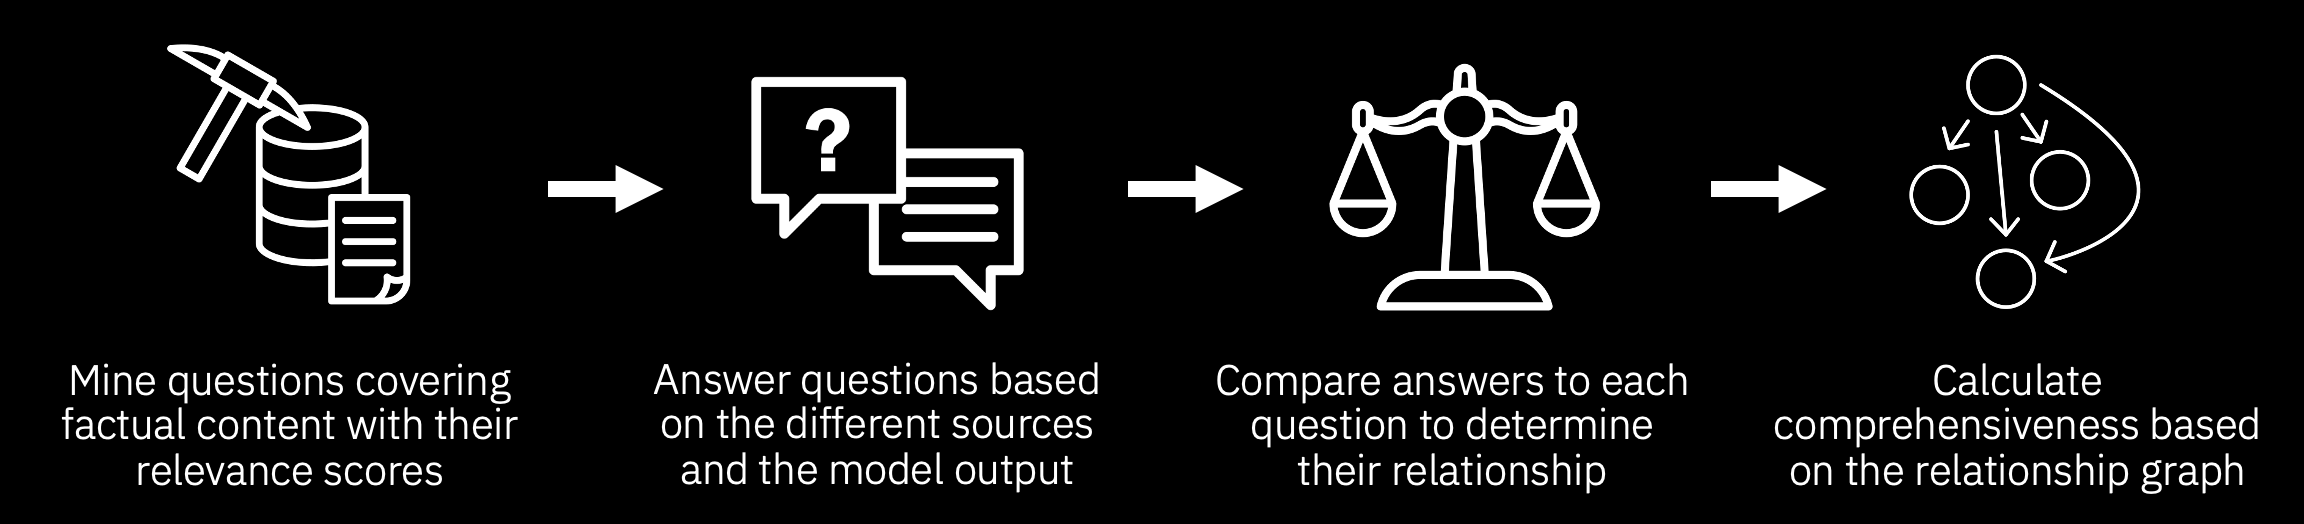 ?
Mine questions covering
factual content with their
relevance scores
Answer questions based
on the different sources
and the model output
Compare answers to each
question to determine
their relationship
Calculate
comprehensiveness based
on the relationship graph